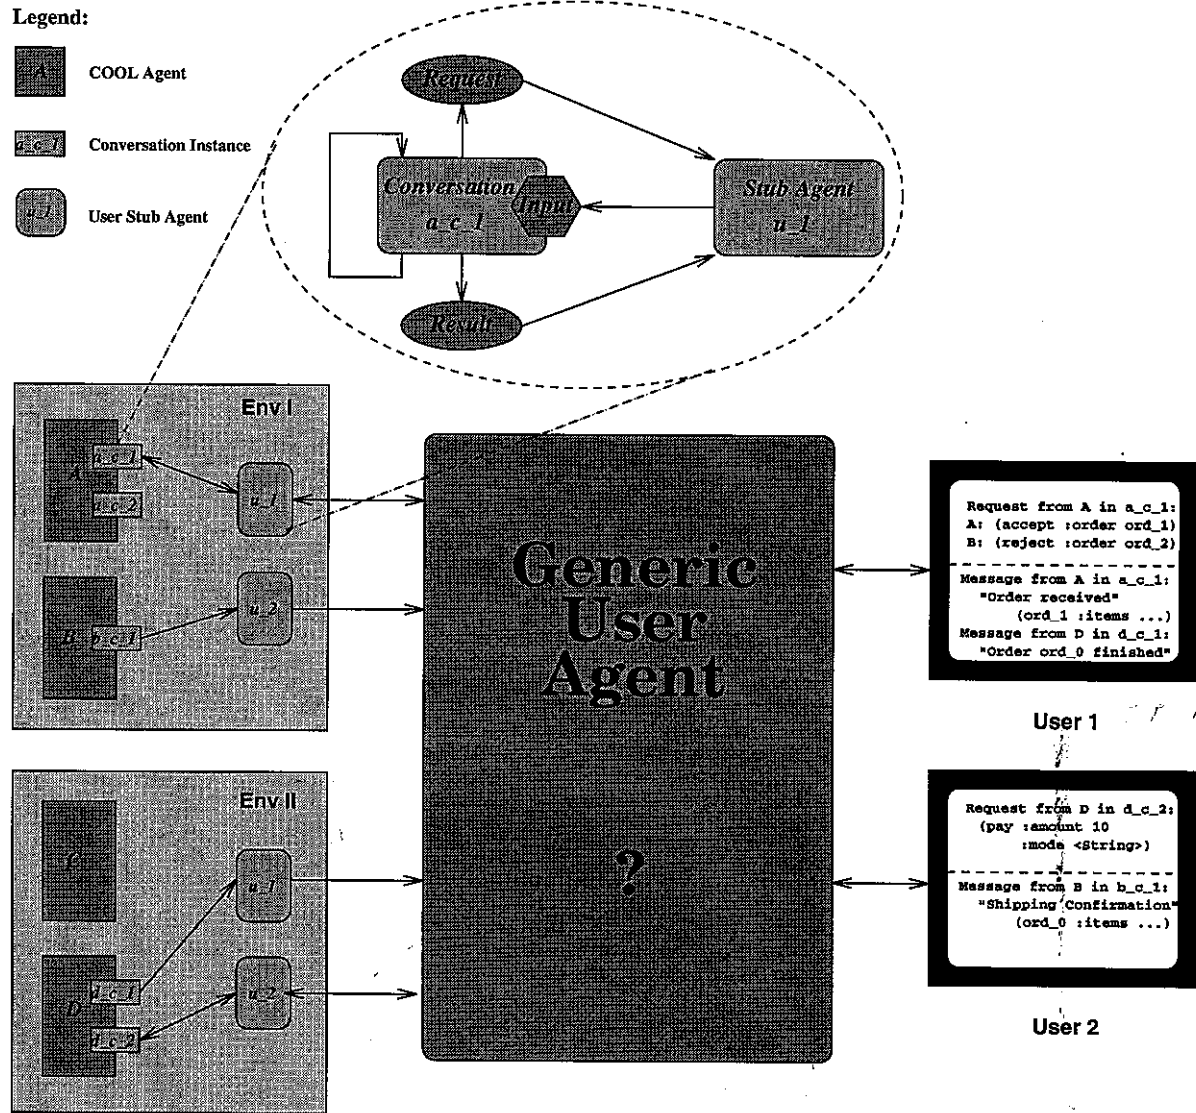 Legend:
A
COOL Agent
a_c_1
Conversation Instance
u_1
User Stub Agent
Request
Conversation
a_c_1
Input
Stub Agent
u_1
Result
Env I
A
a_c_1
a_c_2
u_1
B
b_c_1
u_2
Env II
C
u_1
D
d_c_1
d_c_2
u_2
Generic
User
Agent
?
Request from A in a_c_1:
A: (accept :order ord_1)
B: (reject :order ord_2)
Message from A in a_c_1:
"Order received"
(ord_1 :items ...)
Message from D in d_c_1:
"Order ord_0 finished"
User 1
Request from D in d_c_2:
(pay :amount 10
:mode <String>)
Message from B in b_c_1:
"Shipping Confirmation"
(ord_0 :items ...)
User 2